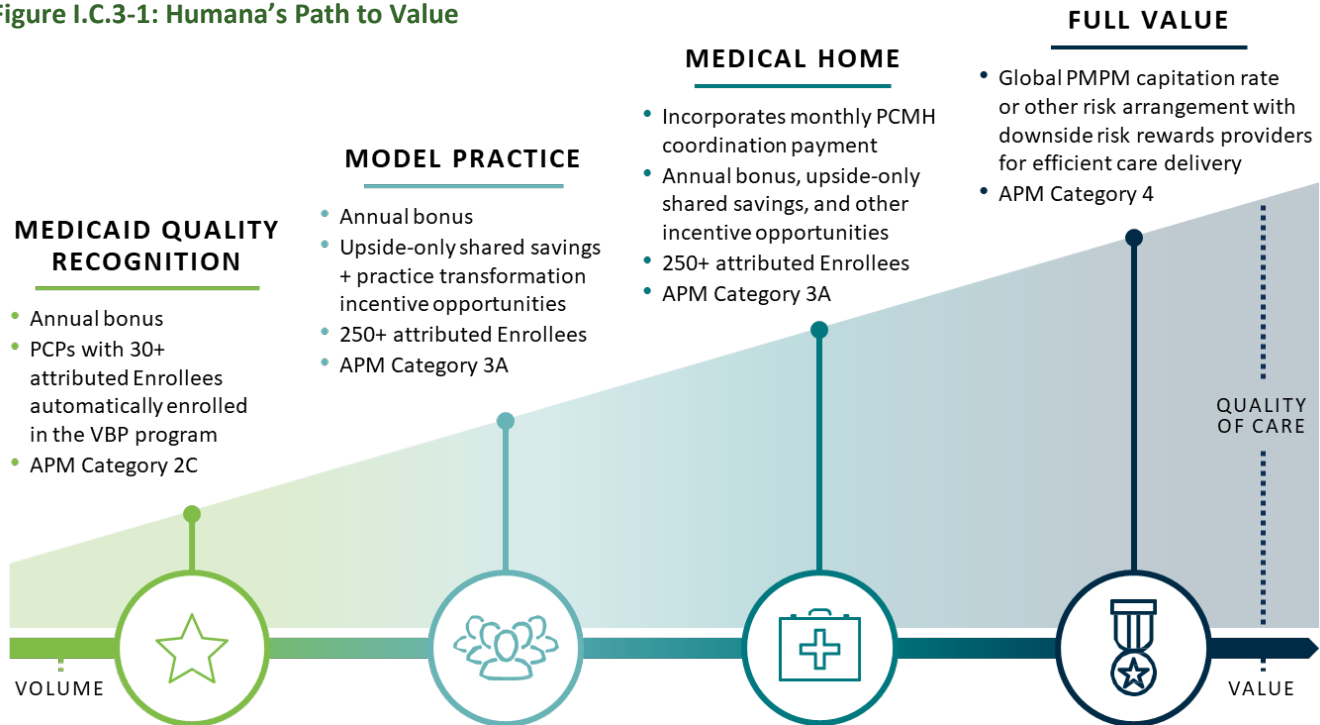 Figure I.C.3-1: Humana's Path to Value
MEDICAID QUALITY
RECOGNITION
• Annual bonus
• PCPs with 30+
attributed Enrollees
automatically enrolled
in the VBP program
• APM Category 2C
MODEL PRACTICE
• Annual bonus
• Upside-only shared savings
+ practice transformation
incentive opportunities
• 250+ attributed Enrollees
• APM Category 3A
MEDICAL HOME
• Incorporates monthly PCMH
coordination payment
• Annual bonus, upside-only
shared savings, and other
incentive opportunities
• 250+ attributed Enrollees
• APM Category 3A
FULL VALUE
• Global PMPM capitation rate
or other risk arrangement with
downside risk rewards providers
for efficient care delivery
• APM Category 4
QUALITY
OF CARE
VOLUME
VALUE